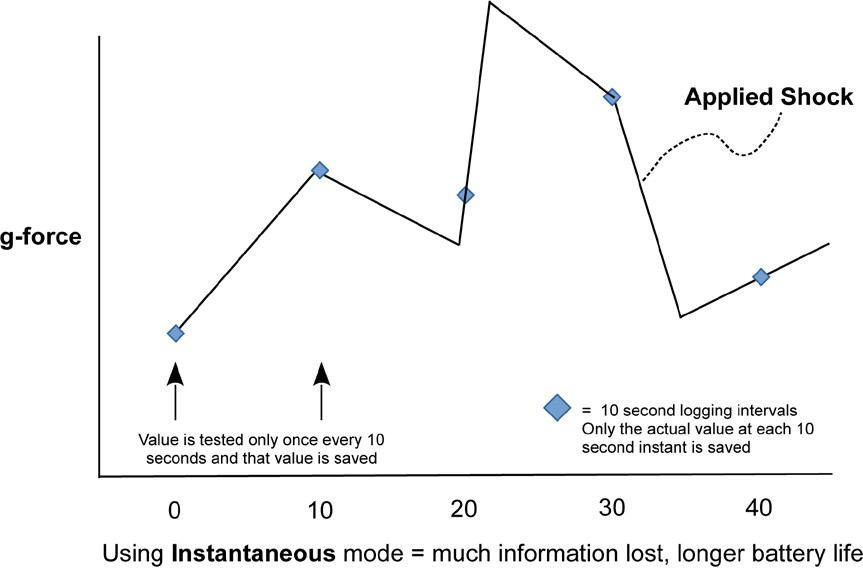 Applied Shock
g-force
= 10 second logging intervals
Only the actual value at each 10
second instant is saved
Value is tested only once every 10
seconds and that value is saved
0 10 20 30 40
Using Instantaneous mode = much information lost, longer battery life